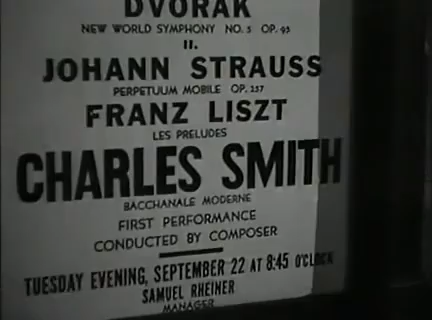 DVORAK
NEW WORLD SYMPHONY NO. 5 OP. 95
II.
JOHANN STRAUSS
PERPETUUM MOBILE OP. 257
FRANZ LISZT
LES PRELUDES
CHARLES SMITH
BACCHANALE MODERNE
FIRST PERFORMANCE
CONDUCTED BY COMPOSER
TUESDAY EVENING, SEPTEMBER 22 AT 8:45 O'CLOCK
SAMUEL RHEINER
MANAGER